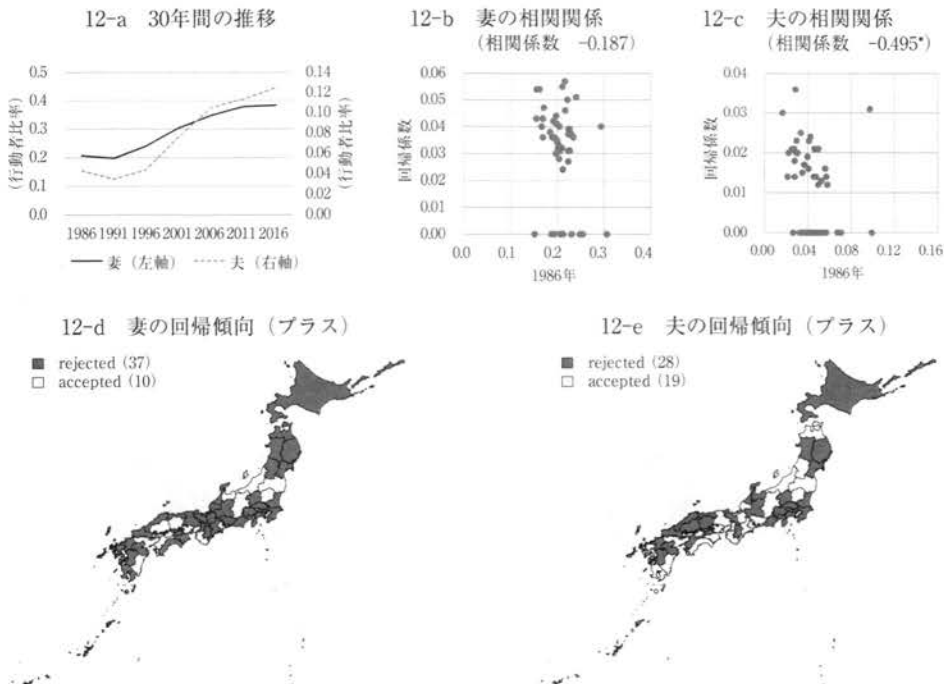 12-a 30年間の推移
(行動者比率)
0.5
0.4
0.3
0.2
0.1
0.0
0.14
0.12
0.10
0.08
0.06
0.04
0.02
0.00
(行動者比率)
1986 1991 1996 2001 2006 2011 2016
妻(左軸) 夫(右軸)
12-b 妻の相関関係
(相関係数 -0.187)
回帰係数
0.06
0.05
0.04
0.03
0.02
0.01
0.00
0.0 0.1 0.2 0.3 0.4
1986年
12-c 夫の相関関係
(相関係数 -0.495*)
回帰係数
0.04
0.03
0.02
0.01
0.00
0.00 0.04 0.08 0.12 0.16
1986年
12-d 妻の回帰傾向(プラス)
rejected (37)
accepted (10)
12-e 夫の回帰傾向(プラス)
rejected (28)
accepted (19)